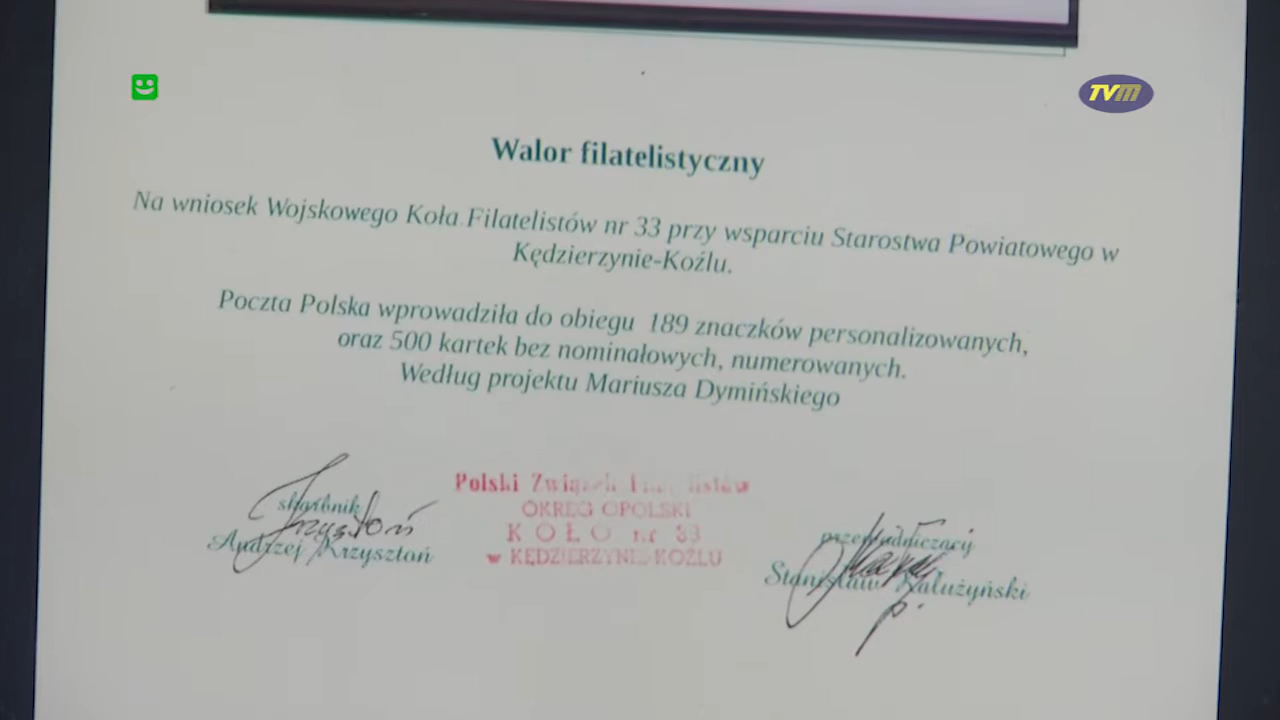 TVM
Walor filatelistyczny
Na wniosek Wojskowego Koła Filatelistów nr 33 przy wsparciu Starostwa Powiatowego w
Kędzierzynie-Koźlu.
Poczta Polska wprowadziła do obiegu 189 znaczków personalizowanych,
oraz 500 kartek bez nominałowych, numerowanych.
Według projektu Mariusza Dymińskiego
skarbnik
Andrzej Krzysztoń
Polski Związek
OKRĘG OPOLSKI
KOŁO nr 33
w KĘDZIERZYNIE-KOŹLU
przewodniczący
Stanisław Kałużyński